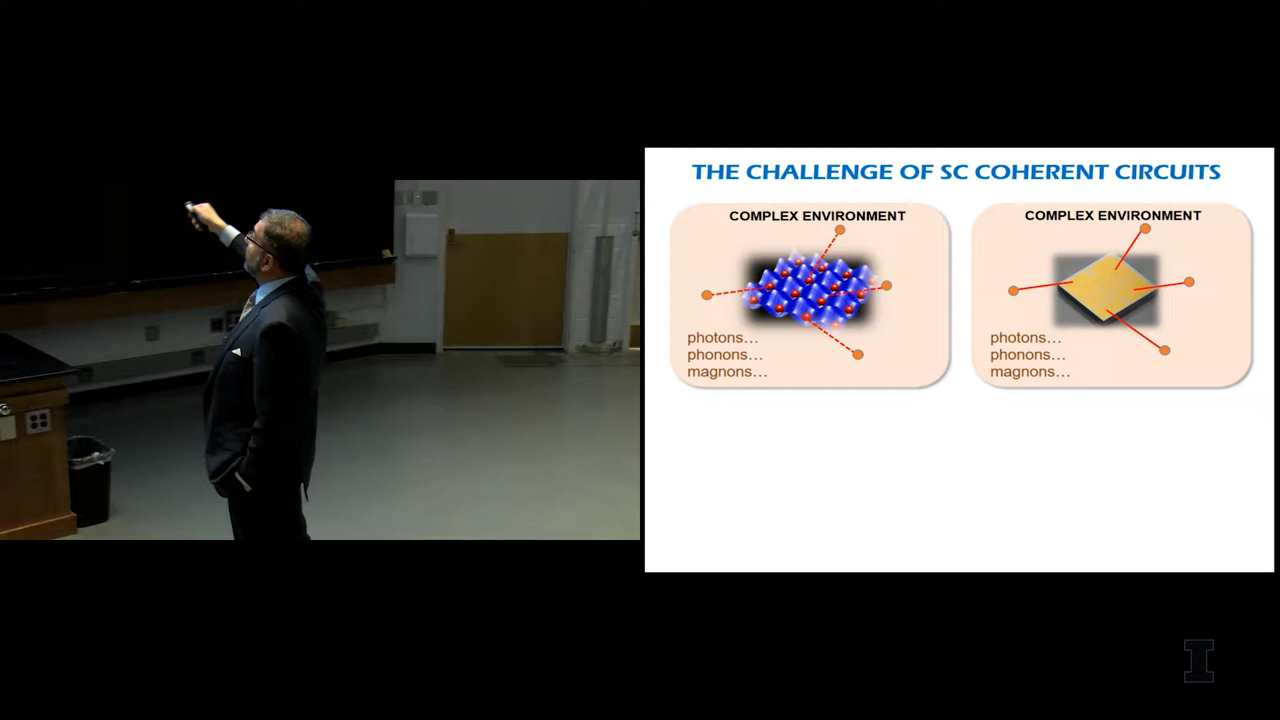 THE CHALLENGE OF SC COHERENT CIRCUITS
COMPLEX ENVIRONMENT
photons…
phonons…
magnons…
COMPLEX ENVIRONMENT
photons…
phonons…
magnons…